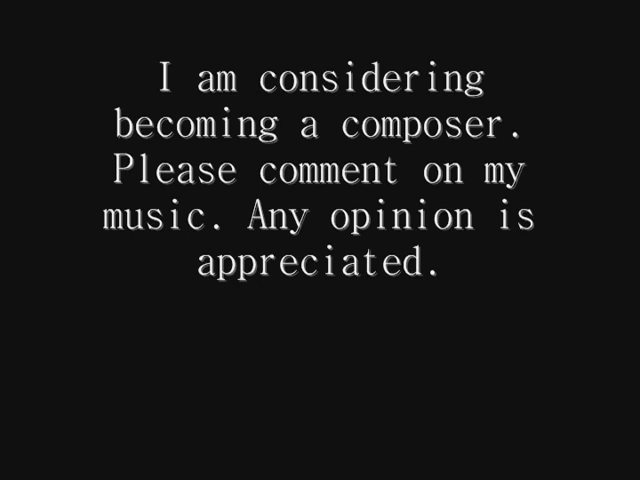 I am considering
becoming a composer.
Please comment on my
music. Any opinion is
appreciated.